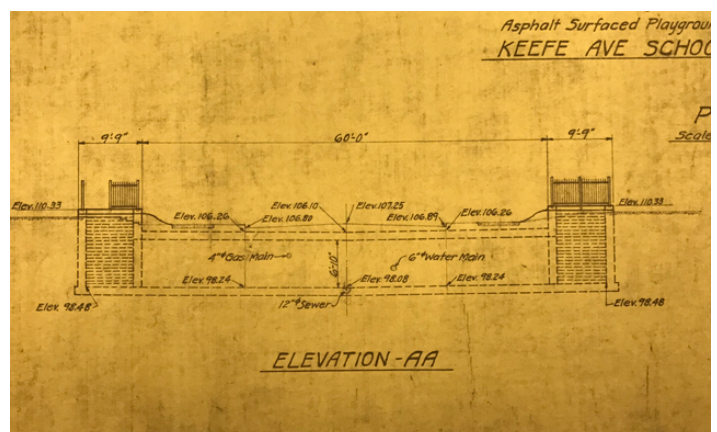 Asphalt Surfaced Playgroun
KEEFE AVE SCHOO
P
Scale
9'-9"
60'-0"
9'-9"
Elev. 110.33
Elev. 110.33
Elev. 106.26
Elev. 106.10
Elev. 107.25
Elev. 106.26
Elev. 106.80
Elev. 106.89
4"⌀ Gas Main
6'-10"
6"⌀ Water Main
Elev. 98.24
Elev. 98.08
Elev. 98.24
Elev. 98.48
12"⌀ Sewer
Elev. 98.48
ELEVATION-AA